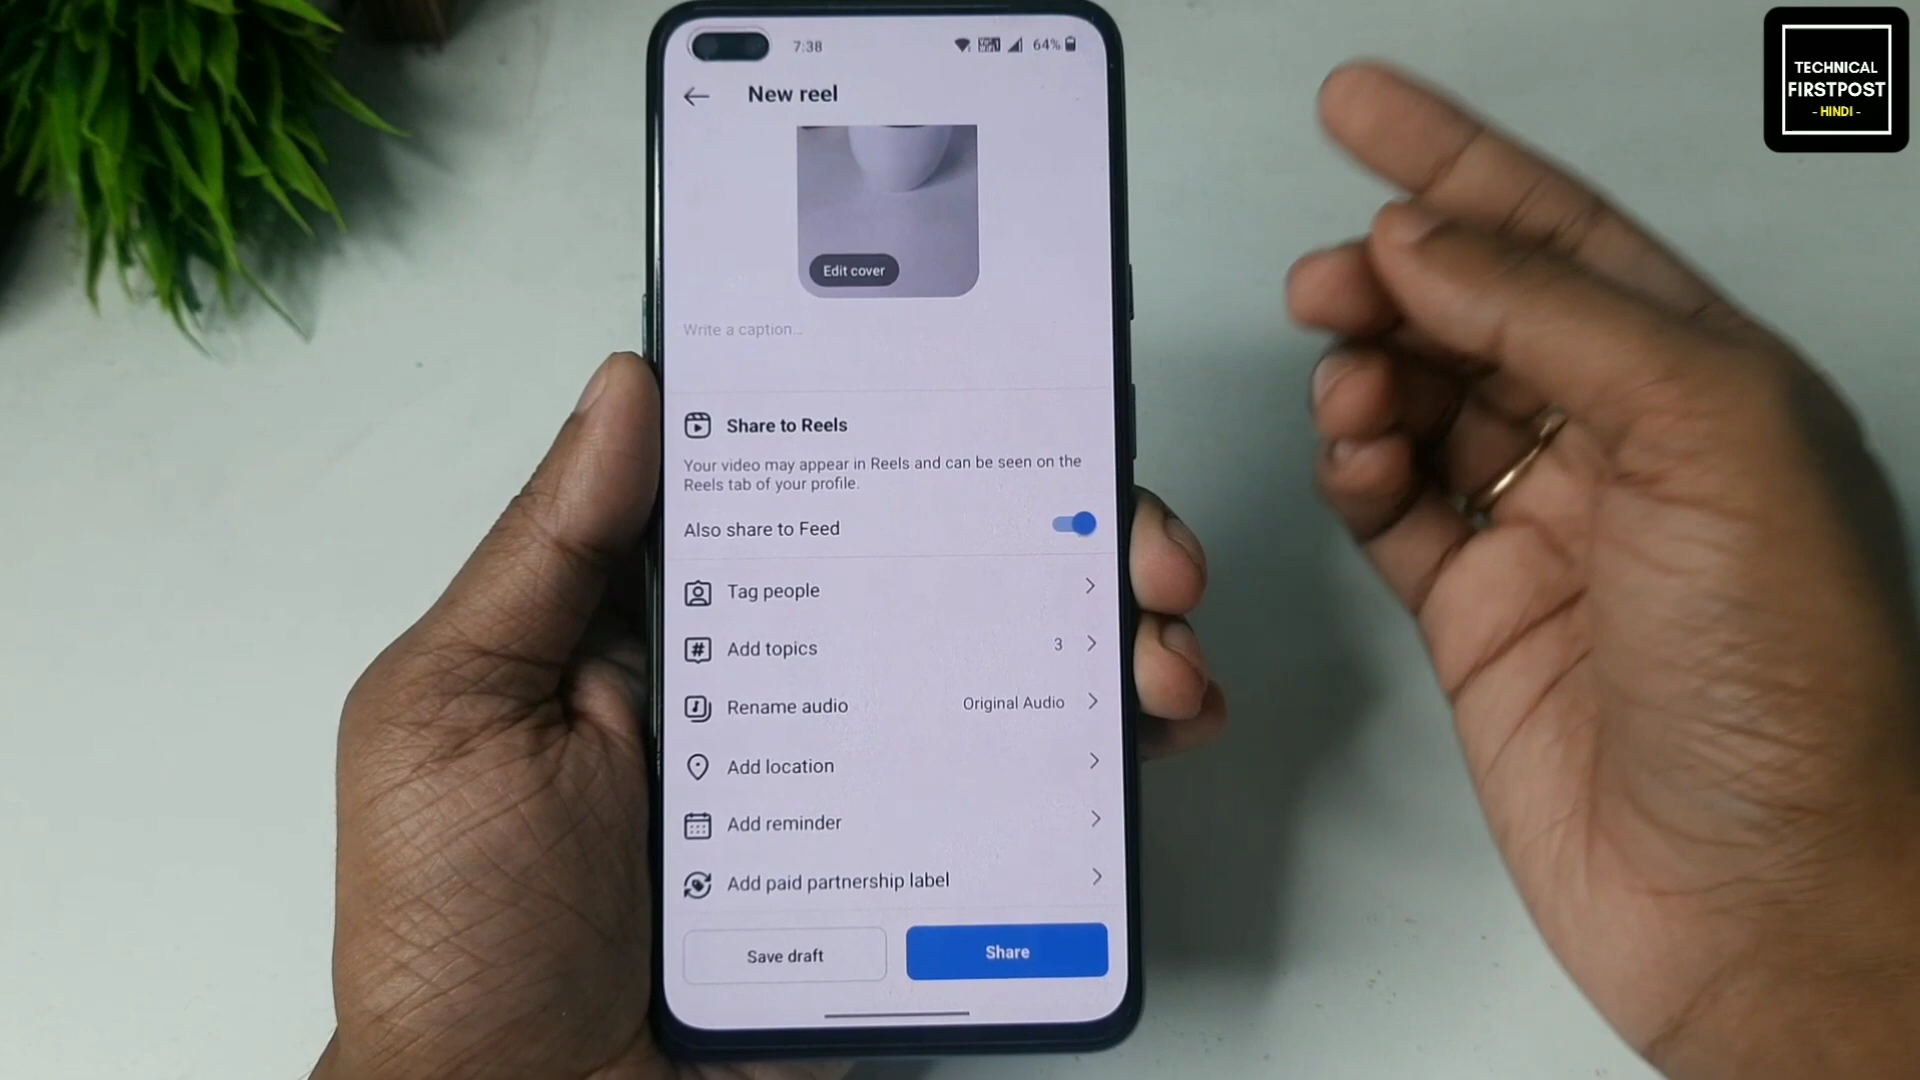 7:38
64%
New reel
Edit cover
Write a caption...
Share to Reels
Your video may appear in Reels and can be seen on the
Reels tab of your profile.
Also share to Feed
Tag people
Add topics 3
Rename audio Original Audio
Add location
Add reminder
Add paid partnership label
Save draft
Share
TECHNICAL
FIRSTPOST
- HINDI -